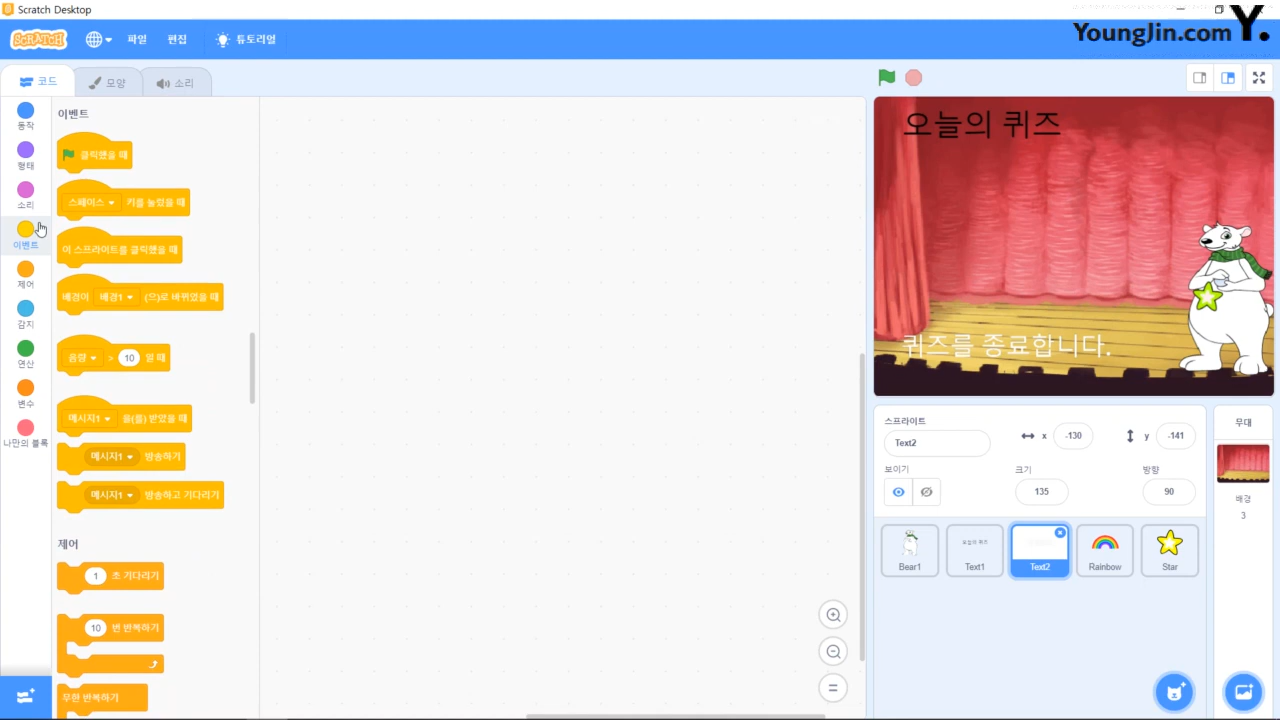 Scratch Desktop
SCRATCH 파일 편집 튜토리얼
YoungJin.com Y.
코드 모양 소리
동작
형태
소리
이벤트
제어
감지
연산
변수
나만의 블록
이벤트
클릭했을 때
스페이스 키를 눌렀을 때
이 스프라이트를 클릭했을 때
배경이 배경1 (으)로 바뀌었을 때
음량 > 10 일 때
메시지1 을(를) 받았을 때
메시지1 방송하기
메시지1 방송하고 기다리기
제어
1 초 기다리기
10 번 반복하기
무한 반복하기
오늘의 퀴즈
퀴즈를 종료합니다.
스프라이트
Text2
x -130 y -141
보이기 크기 방향
135 90
Bear1
오늘의 퀴즈
Text1
Text2
Rainbow
Star
무대
배경
3